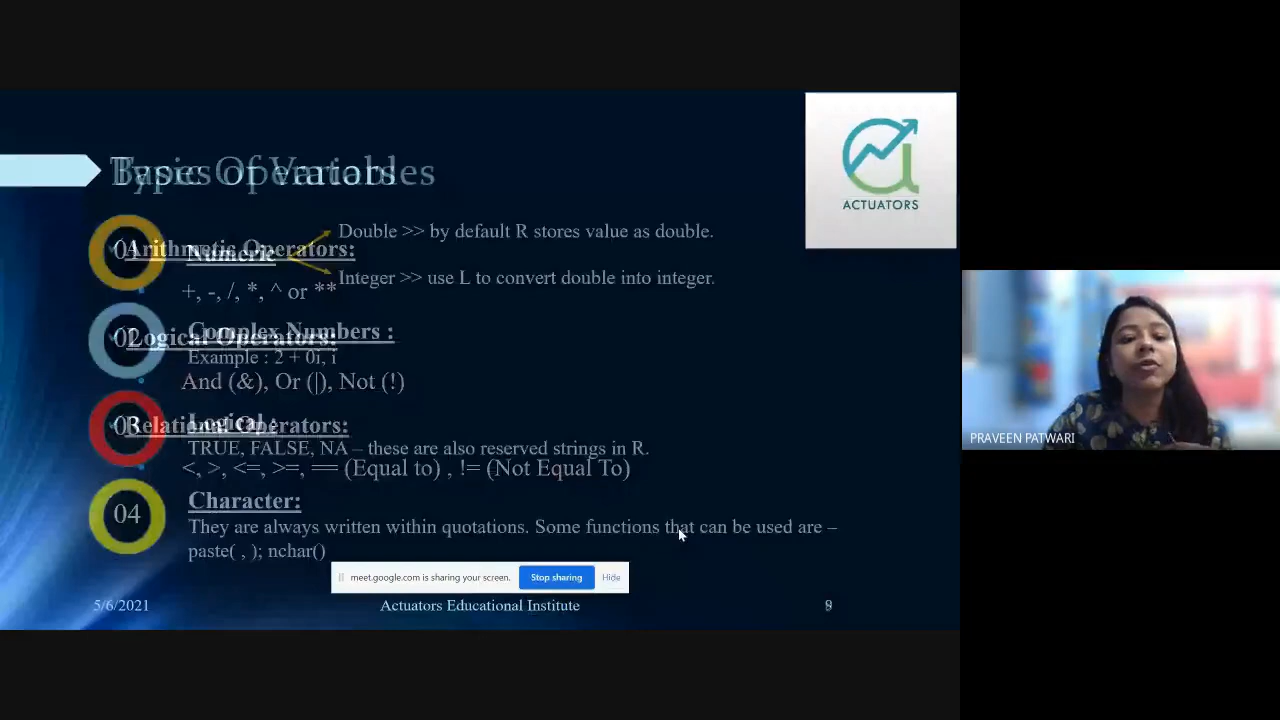 Types Of Variables
Basic Operators
ACTUATORS
Double >> by default R stores value as double.
Arithmetic Operators:
Numeric
Integer >> use L to convert double into integer.
+, -, /, *, ^ or **
Complex Numbers :
Logical Operators:
Example : 2 + 0i, i
And (&), Or (|), Not (!)
Logical :
Relational Operators:
TRUE, FALSE, NA – these are also reserved strings in R.
<, >, <=, >=, == (Equal to) , != (Not Equal To)
Character:
04
They are always written within quotations. Some functions that can be used are –
paste( , ); nchar()
meet.google.com is sharing your screen. Stop sharing Hide
5/6/2021 Actuators Educational Institute
PRAVEEN PATWARI